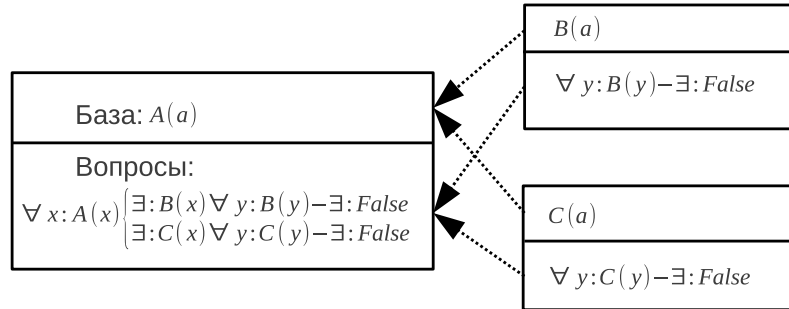 База: A(a)
Вопросы:
∀ x: A(x) {∃: B(x) ∀ y: B(y)−∃: False
∃: C(x) ∀ y: C(y)−∃: False
B(a)
∀ y: B(y)−∃: False
C(a)
∀ y: C(y)−∃: False